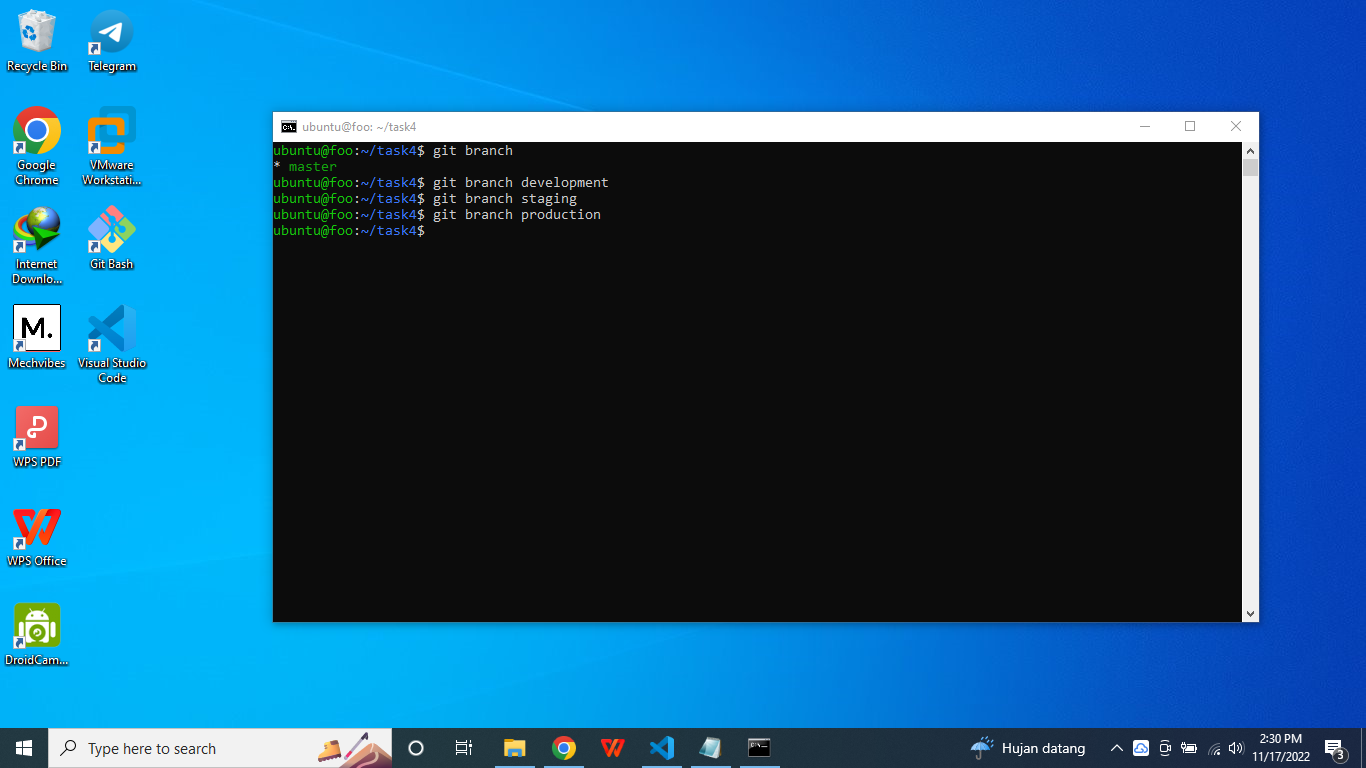 Recycle Bin
Telegram
Google
Chrome
VMware
Workstati...
Internet
Downlo...
Git Bash
M.
Mechvibes
Visual Studio
Code
WPS PDF
WPS Office
DroidCam...
C:\.
ubuntu@foo: ~/task4
ubuntu@foo:~/task4$ git branch
* master
ubuntu@foo:~/task4$ git branch development
ubuntu@foo:~/task4$ git branch staging
ubuntu@foo:~/task4$ git branch production
ubuntu@foo:~/task4$
Type here to search
Hujan datang
2:30 PM
11/17/2022
3